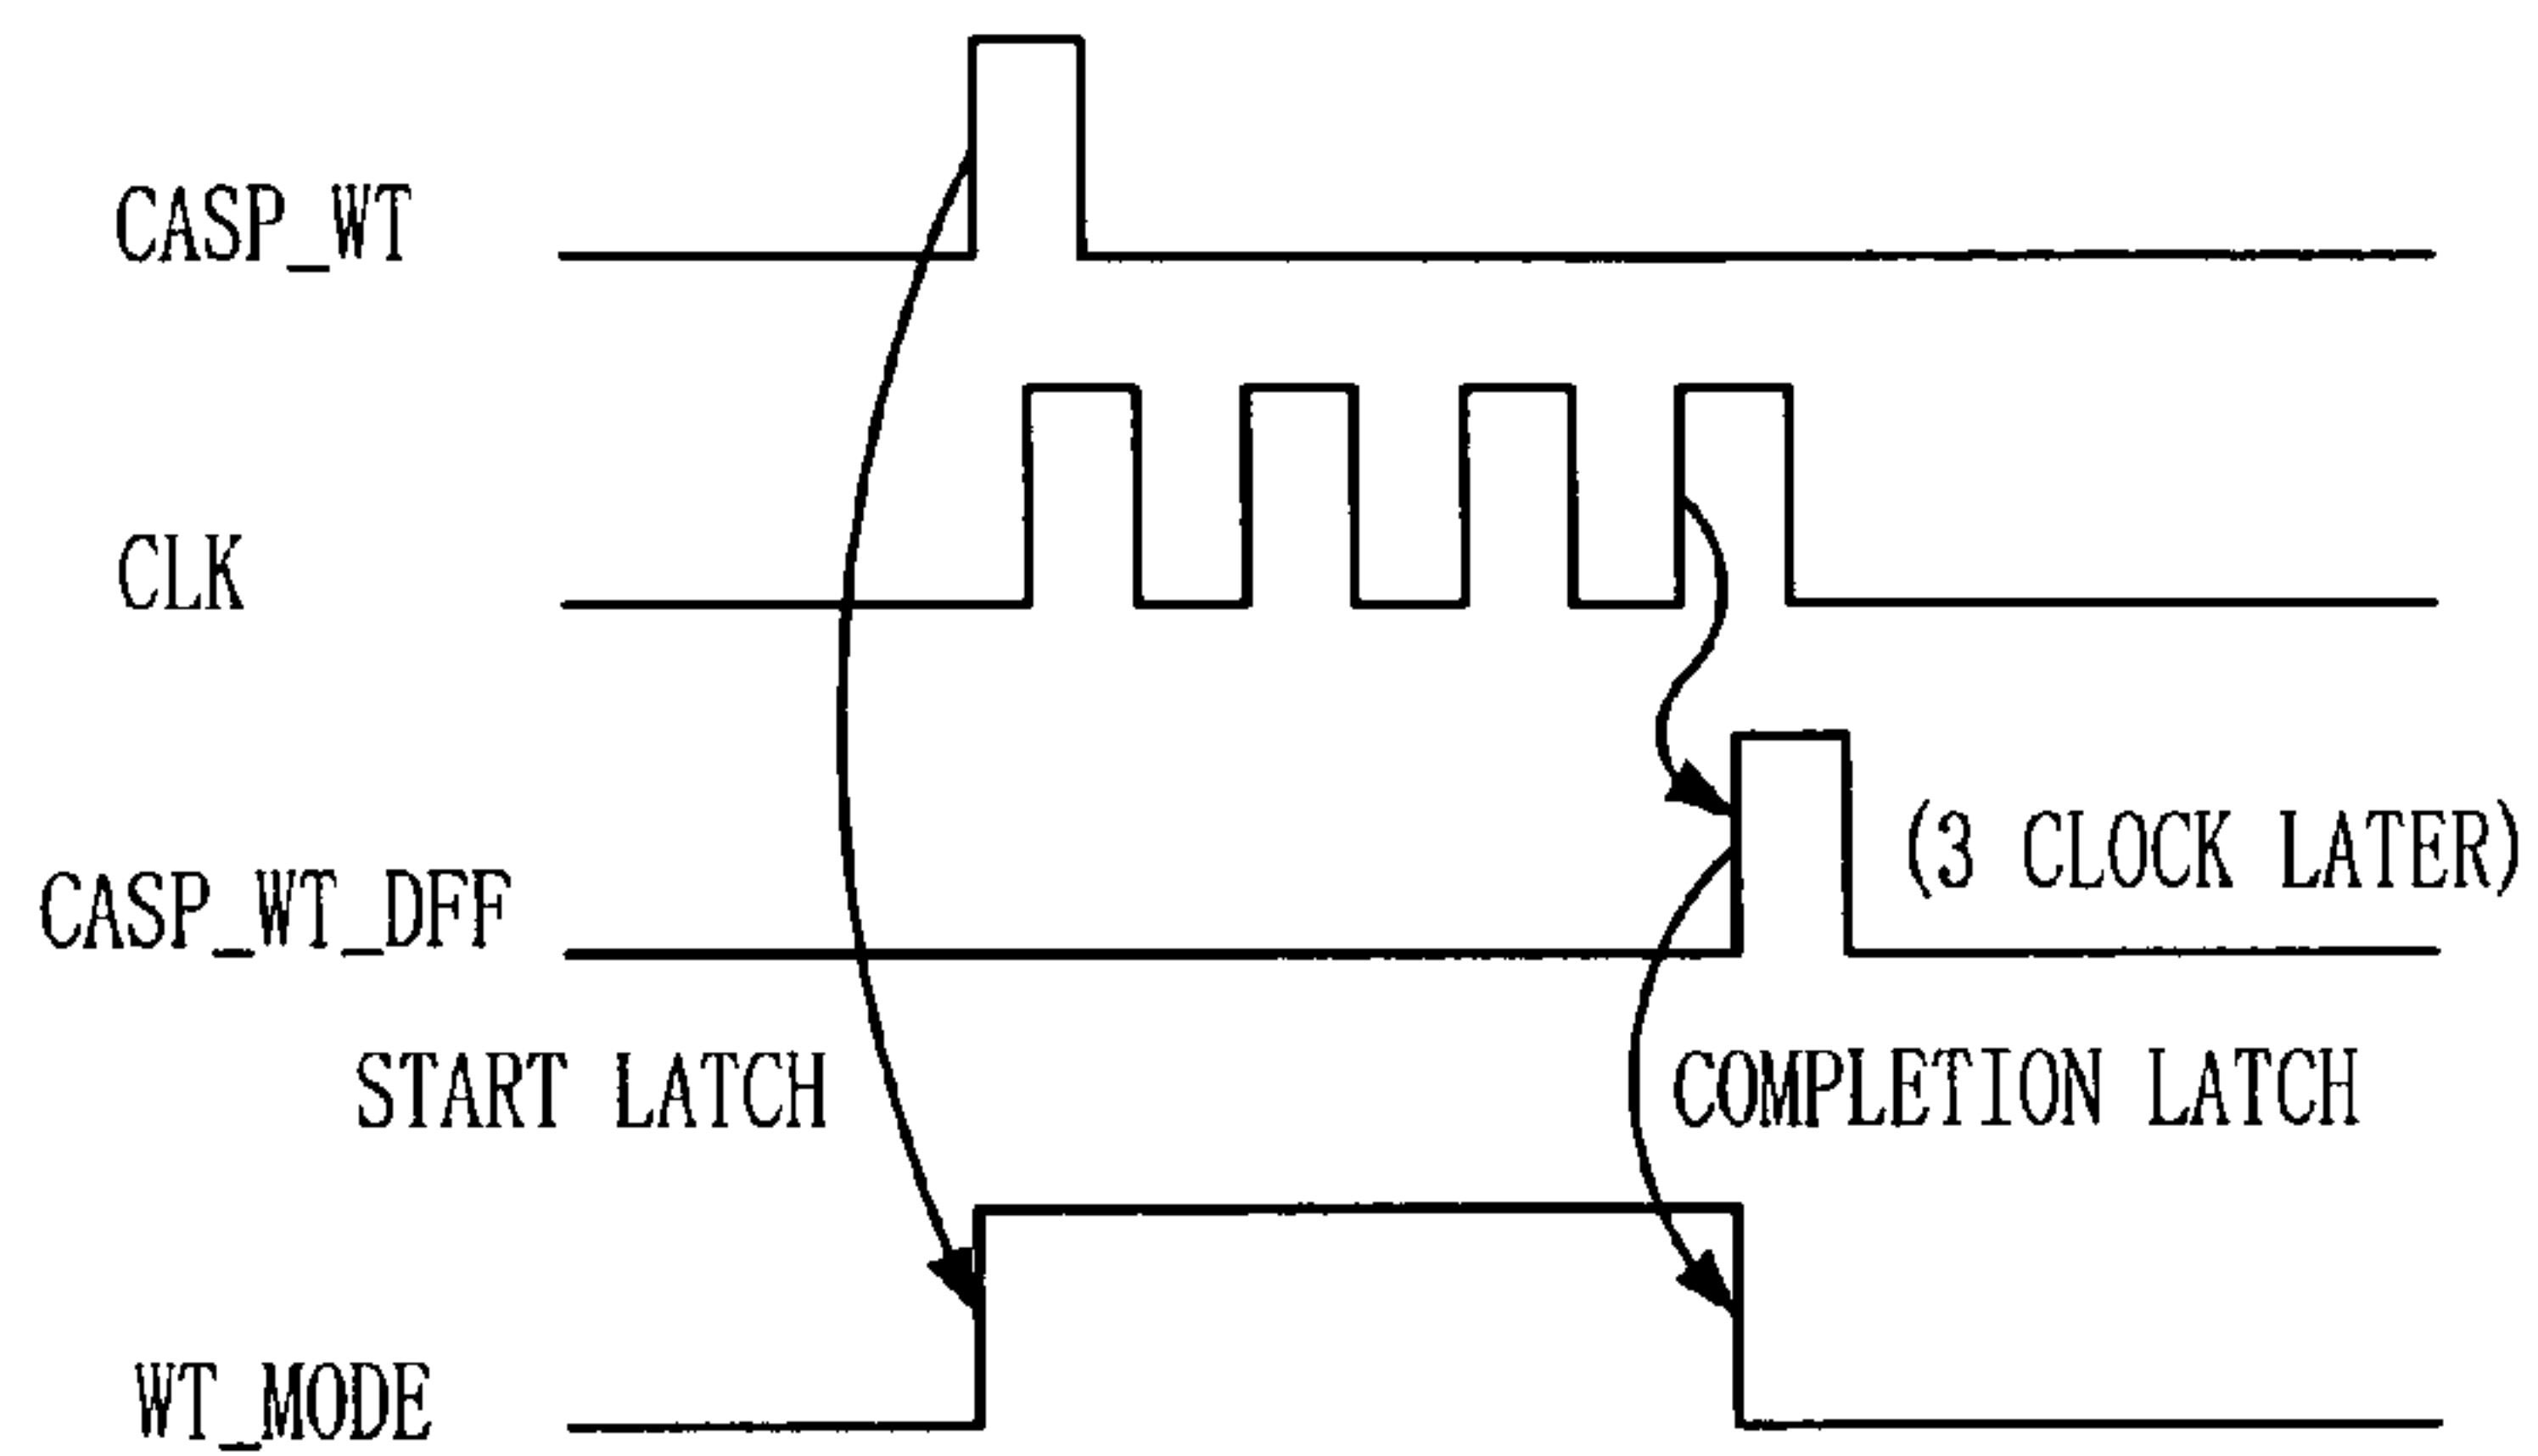 CASP_WT
CLK
(3 CLOCK LATER)
CASP_WT_DFF
START LATCH
COMPLETION LATCH
WT_MODE